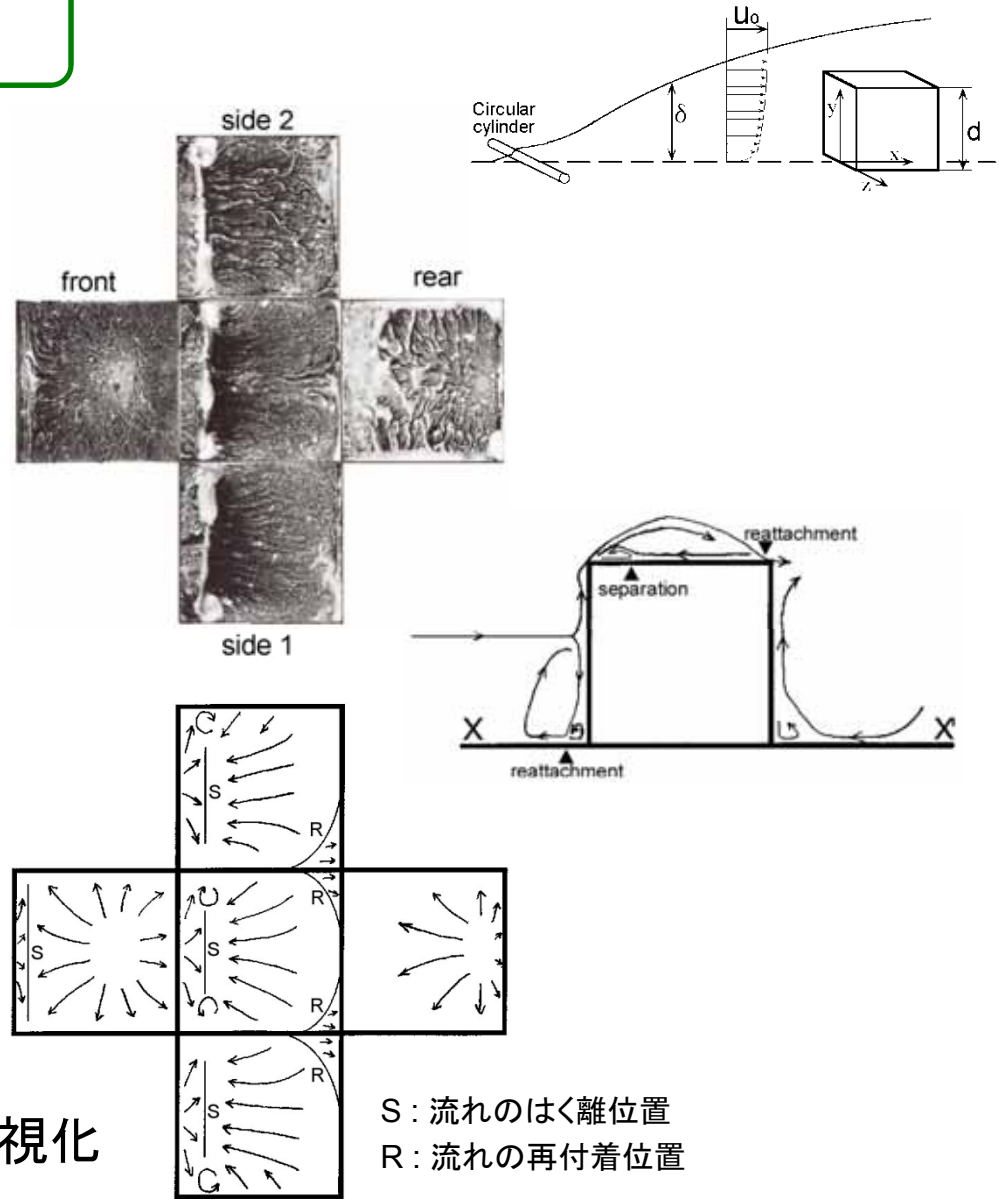 u₀
Circular
cylinder
δ
y
x
z
d
side 2
front
rear
side 1
reattachment
separation
X
X'
reattachment
S
R
S
S
R
R
R
S
S : 流れのはく離位置
R : 流れの再付着位置
視化